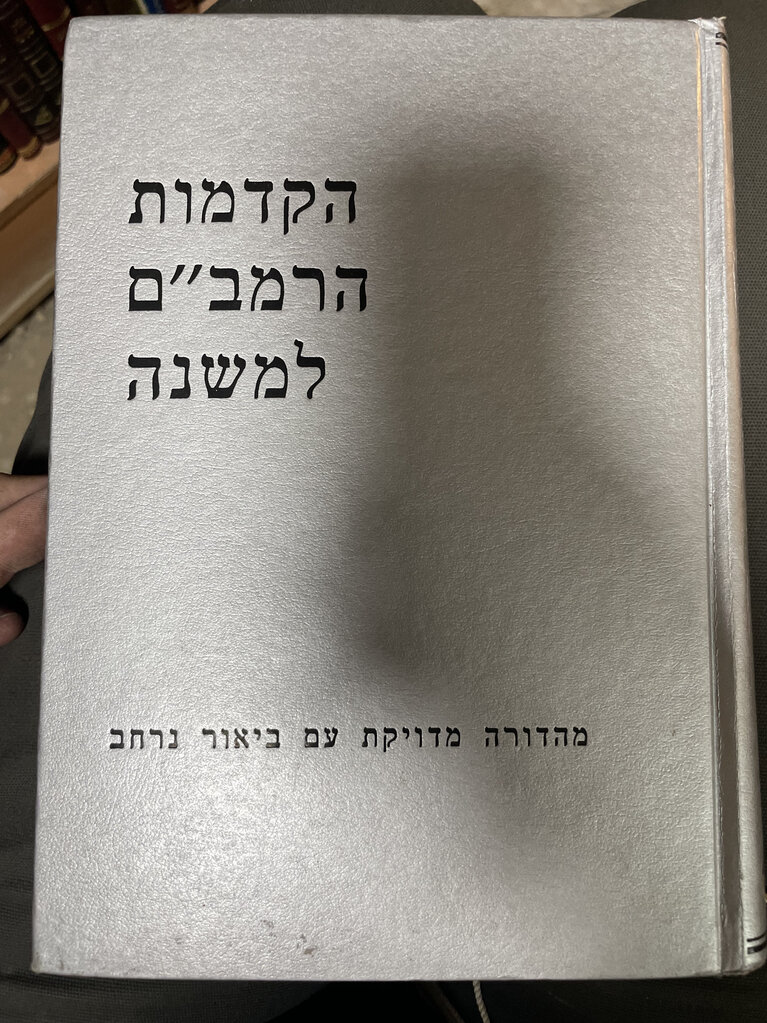 הקדמות
הרמב״ם
למשנה
מהדורה מדויקת עם ביאור נרחב